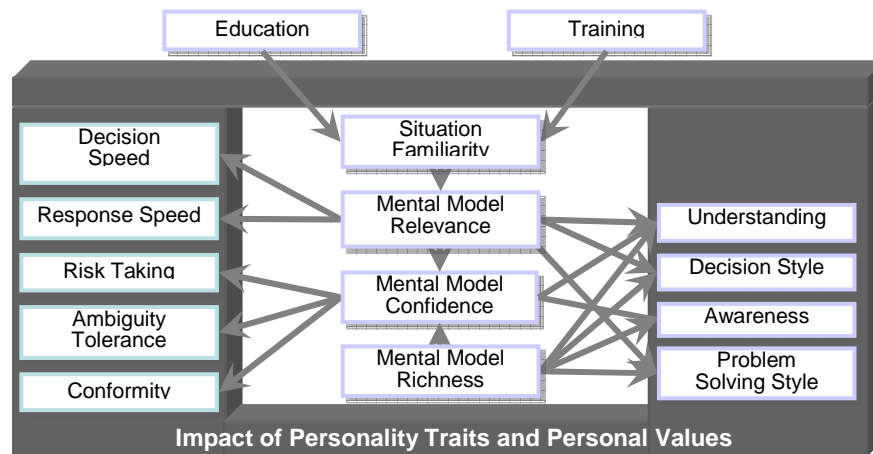 Education
Training
Situation
Familiarity
Decision
Speed
Response Speed
Risk Taking
Ambiguity
Tolerance
Conformity
Mental Model
Relevance
Mental Model
Confidence
Mental Model
Richness
Understanding
Decision Style
Awareness
Problem
Solving Style
Impact of Personality Traits and Personal Values